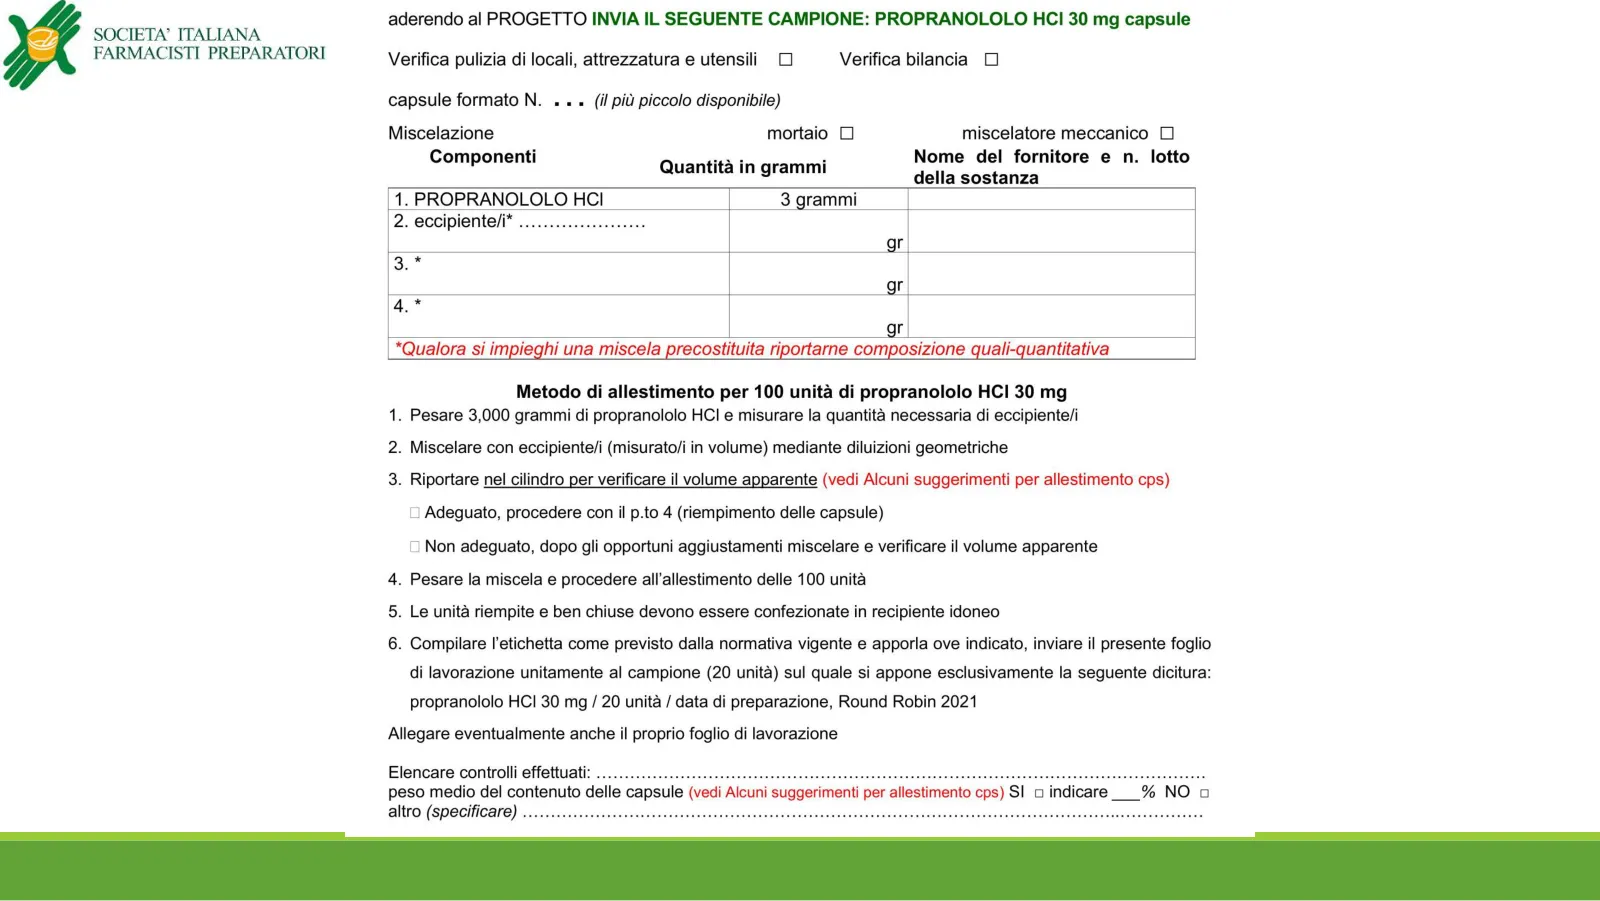 SOCIETA' ITALIANA
FARMACISTI PREPARATORI
aderendo al PROGETTO INVIA IL SEGUENTE CAMPIONE: PROPRANOLOLO HCl 30 mg capsule
Verifica pulizia di locali, attrezzatura e utensili □ Verifica bilancia □
capsule formato N. ... (il più piccolo disponibile)
Miscelazione mortaio □ miscelatore meccanico □
Componenti
Quantità in grammi
Nome del fornitore e n. lotto
della sostanza
1. PROPRANOLOLO HCl 3 grammi
2. eccipiente/i* …………………
gr
3. *
gr
4. *
gr
*Qualora si impieghi una miscela precostituita riportarne composizione quali-quantitativa
Metodo di allestimento per 100 unità di propranololo HCl 30 mg
1. Pesare 3,000 grammi di propranololo HCl e misurare la quantità necessaria di eccipiente/i
2. Miscelare con eccipiente/i (misurato/i in volume) mediante diluizioni geometriche
3. Riportare nel cilindro per verificare il volume apparente (vedi Alcuni suggerimenti per allestimento cps)
□ Adeguato, procedere con il p.to 4 (riempimento delle capsule)
□ Non adeguato, dopo gli opportuni aggiustamenti miscelare e verificare il volume apparente
4. Pesare la miscela e procedere all'allestimento delle 100 unità
5. Le unità riempite e ben chiuse devono essere confezionate in recipiente idoneo
6. Compilare l'etichetta come previsto dalla normativa vigente e apporla ove indicato, inviare il presente foglio
di lavorazione unitamente al campione (20 unità) sul quale si appone esclusivamente la seguente dicitura:
propranololo HCl 30 mg / 20 unità / data di preparazione, Round Robin 2021
Allegare eventualmente anche il proprio foglio di lavorazione
Elencare controlli effettuati: ……………………………………………………………………………………………
peso medio del contenuto delle capsule (vedi Alcuni suggerimenti per allestimento cps) SI □ indicare ___% NO □
altro (specificare) ……………………………………………………………………………………………………